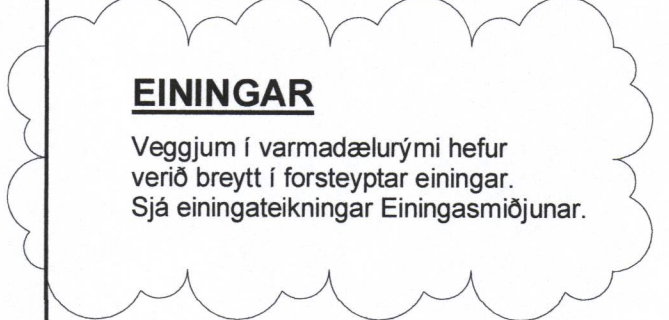 EININGAR
Veggjum í varmadælurými hefur
verið breytt í forsteyptar einingar.
Sjá einingateikningar Einingasmiðjunar.